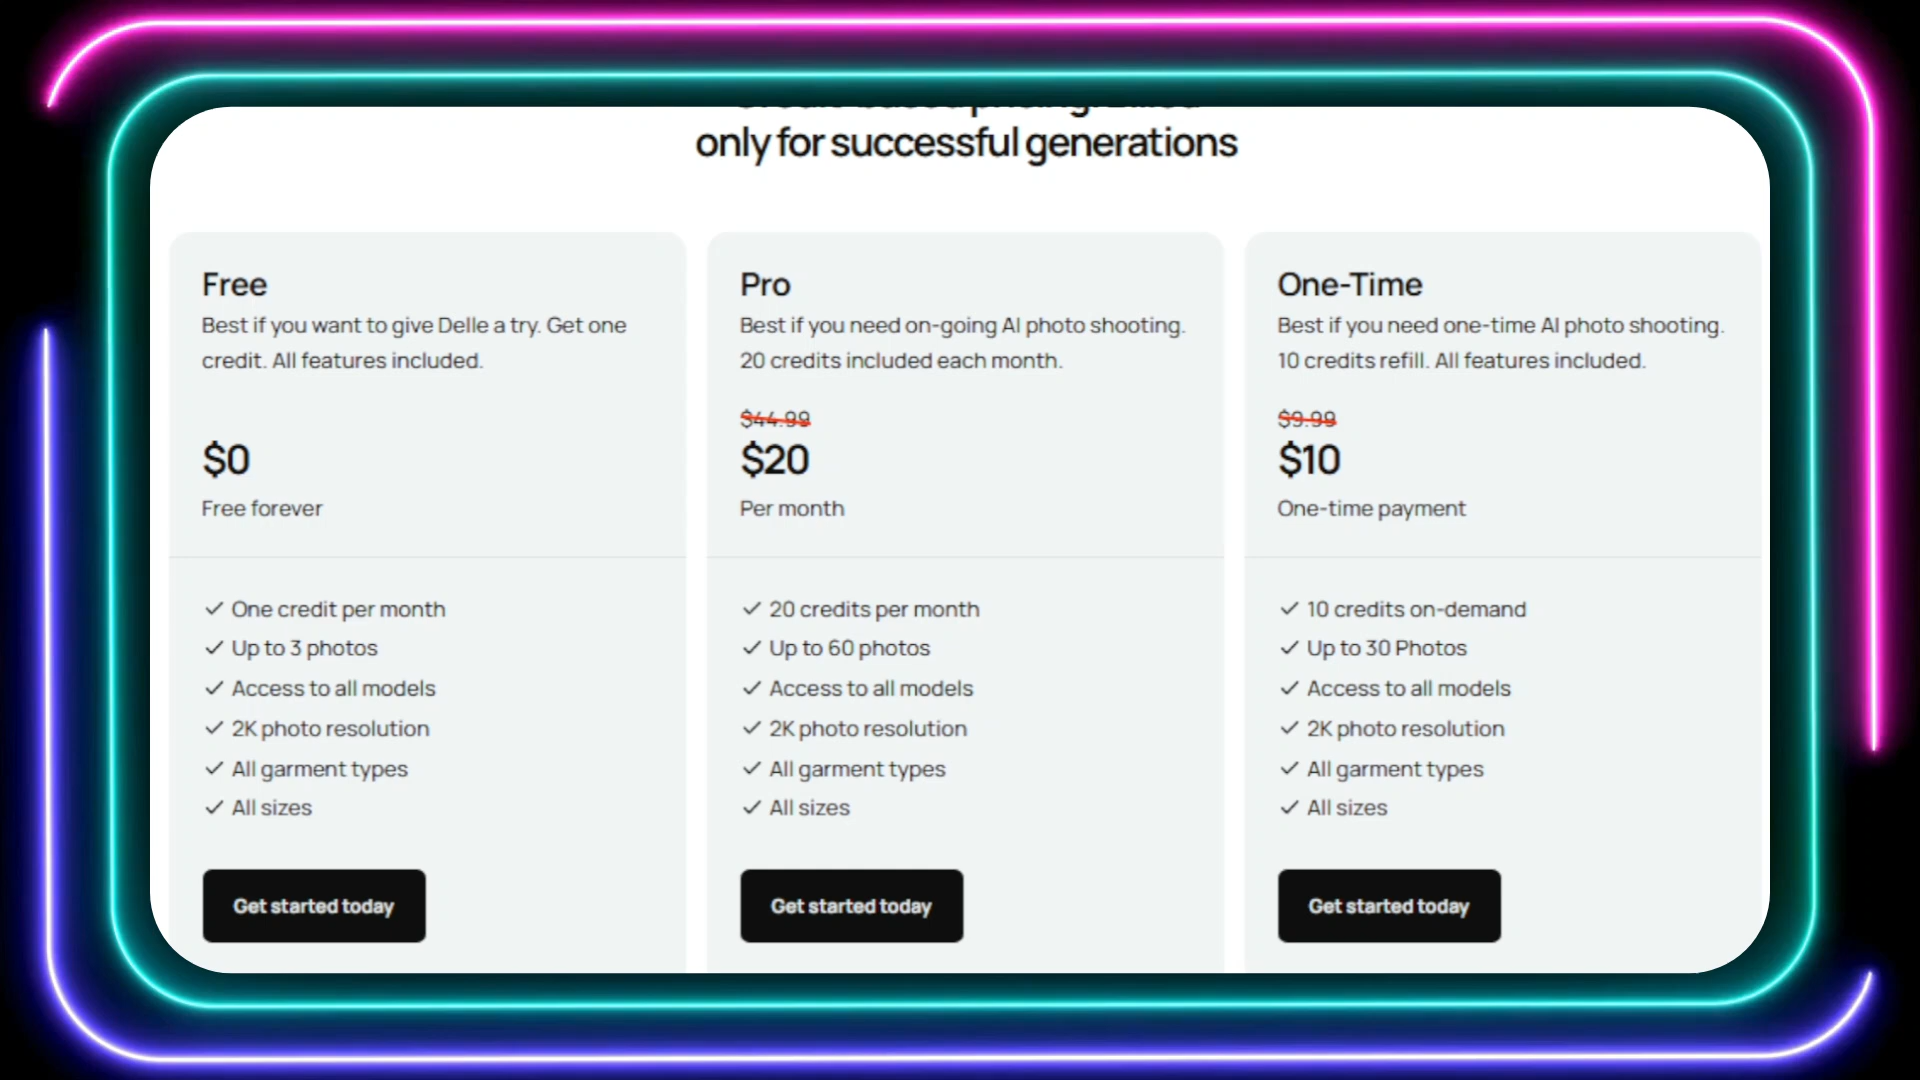 only for successful generations
Free
Best if you want to give Delle a try. Get one
credit. All features included.
$0
Free forever
One credit per month
Up to 3 photos
Access to all models
2K photo resolution
All garment types
All sizes
Get started today
Pro
Best if you need on-going AI photo shooting.
20 credits included each month.
$44.99
$20
Per month
20 credits per month
Up to 60 photos
Access to all models
2K photo resolution
All garment types
All sizes
Get started today
One-Time
Best if you need one-time AI photo shooting.
10 credits refill. All features included.
$9.99
$10
One-time payment
10 credits on-demand
Up to 30 Photos
Access to all models
2K photo resolution
All garment types
All sizes
Get started today